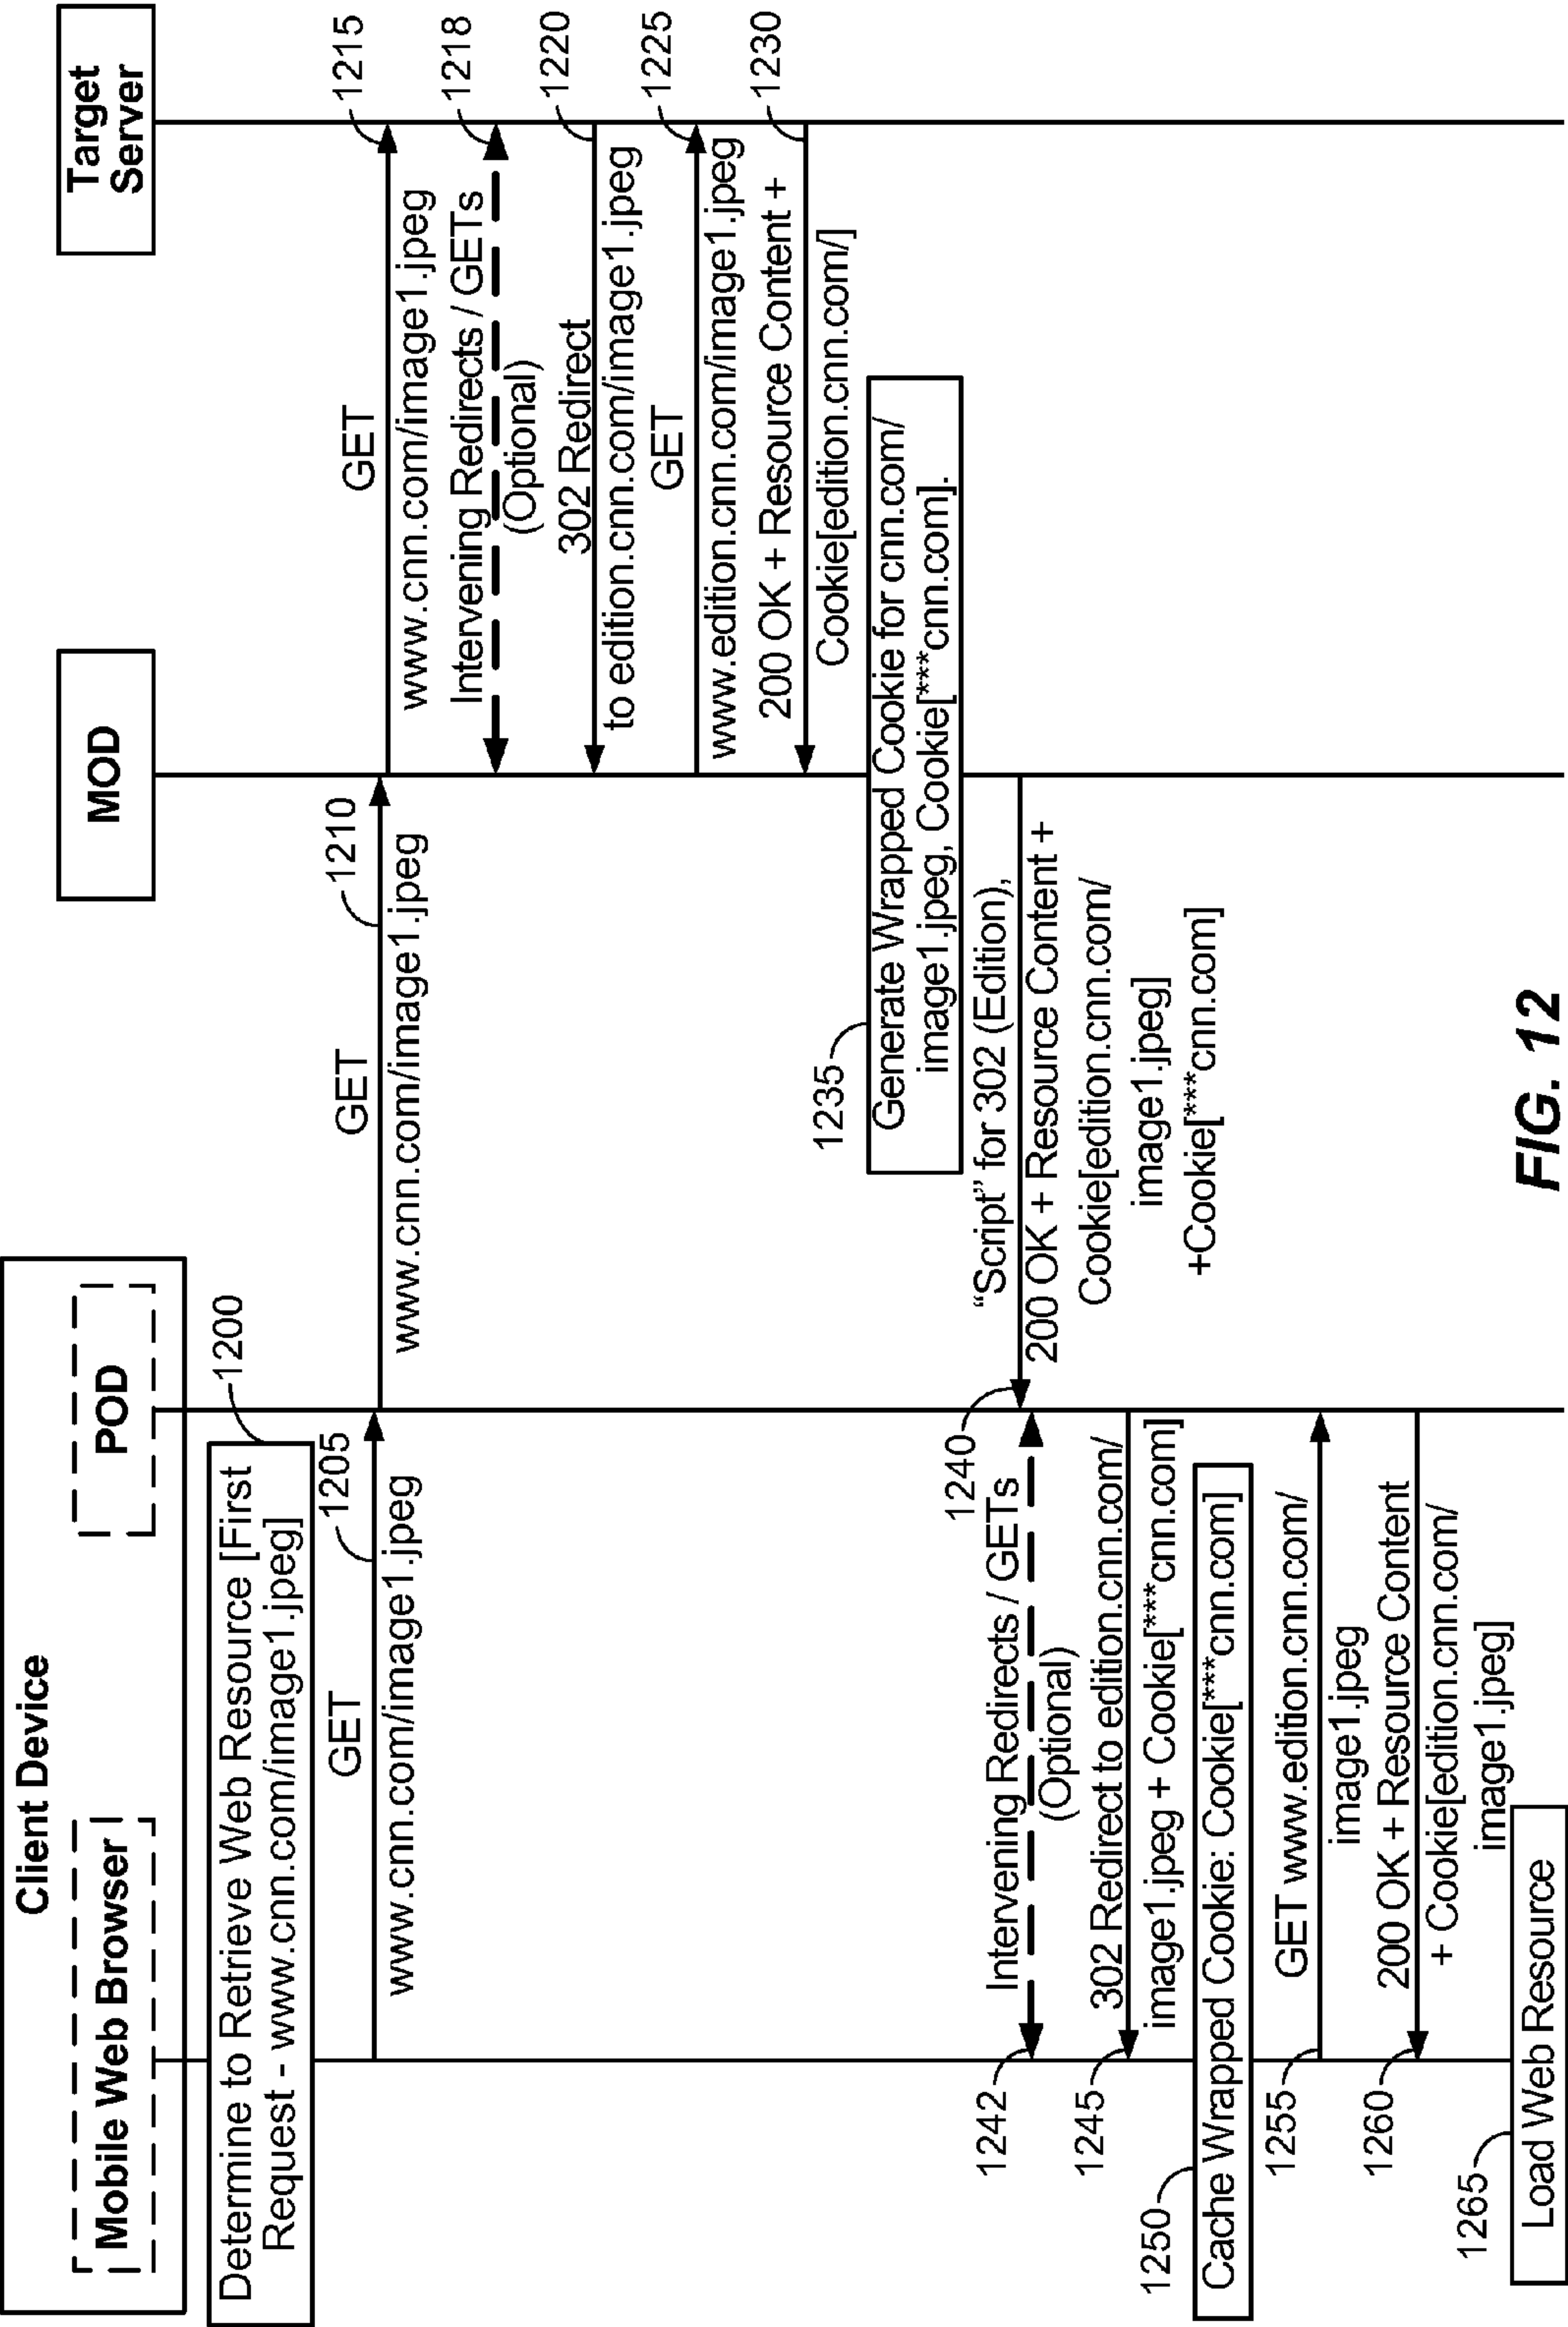 Client Device
Mobile Web Browser
POD
MOD
Target
Server
Determine to Retrieve Web Resource [First
Request - www.cnn.com/image1.jpeg]
1200
1205
GET
www.cnn.com/image1.jpeg
1210
GET
www.cnn.com/image1.jpeg
1215
GET
www.cnn.com/image1.jpeg
1218
Intervening Redirects / GETs
(Optional)
1220
302 Redirect
to edition.cnn.com/image1.jpeg
1225
GET
www.edition.cnn.com/image1.jpeg
1230
200 OK + Resource Content +
Cookie[edition.cnn.com/]
1235
Generate Wrapped Cookie for cnn.com/
image1.jpeg, Cookie[***cnn.com].
1240
“Script” for 302 (Edition),
200 OK + Resource Content +
Cookie[edition.cnn.com/
image1.jpeg]
+Cookie[***cnn.com]
1242
Intervening Redirects / GETs
(Optional)
1245
302 Redirect to edition.cnn.com/
image1.jpeg + Cookie[***cnn.com]
1250
Cache Wrapped Cookie: Cookie[***cnn.com]
1255
GET www.edition.cnn.com/
image1.jpeg
1260
200 OK + Resource Content
+ Cookie[edition.cnn.com/
image1.jpeg]
1265
Load Web Resource
FIG. 12